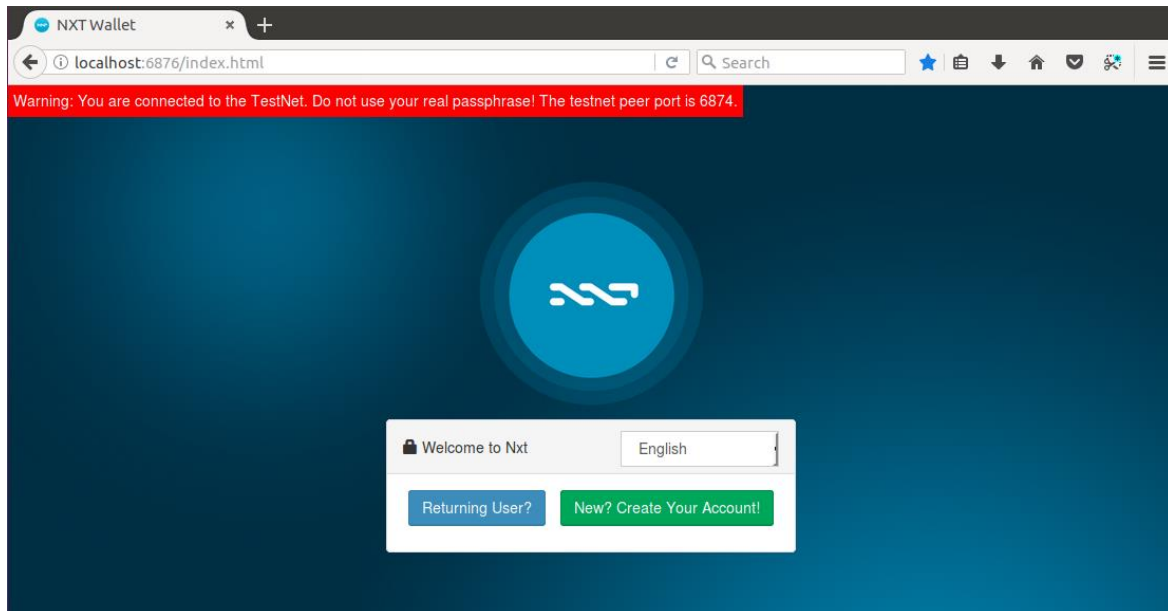 NXT Wallet
localhost:6876/index.html
Search
Warning: You are connected to the TestNet. Do not use your real passphrase! The testnet peer port is 6874.
Welcome to Nxt
English
Returning User?
New? Create Your Account!